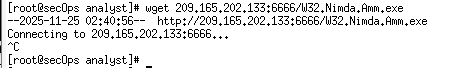 [root@secOps analyst]# wget 209.165.202.133:6666/W32.Nimda.Amm.exe
--2025-11-25 02:40:56--  http://209.165.202.133:6666/W32.Nimda.Amm.exe
Connecting to 209.165.202.133:6666...
^C
[root@secOps analyst]#